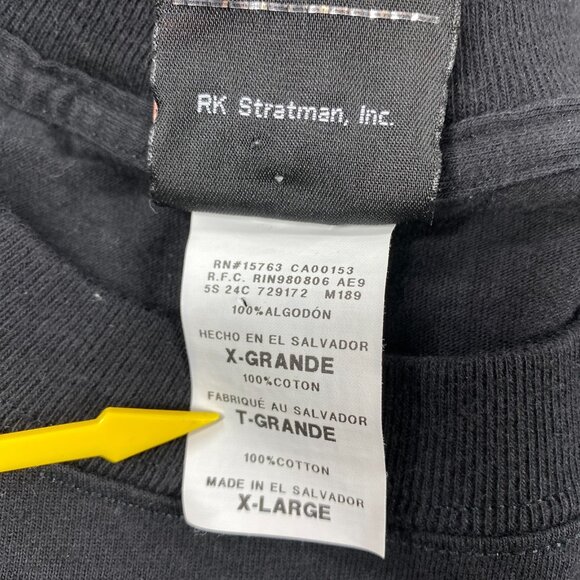 RK Stratman, Inc.
RN#15763 CA00153
R.F.C. RIN980806 AE9
5S 24C 729172 M189
100%ALGODÓN
HECHO EN EL SALVADOR
X-GRANDE
100%COTON
FABRIQUÉ AU SALVADOR
T-GRANDE
100%COTTON
MADE IN EL SALVADOR
X-LARGE